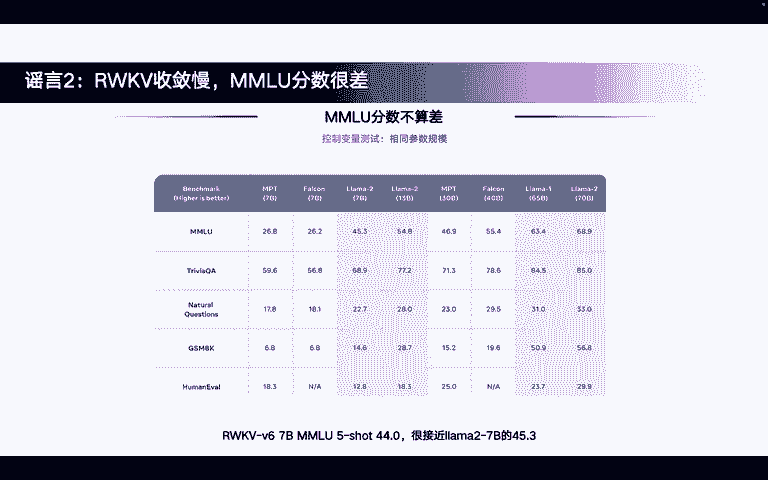 谣言2：RWKV收敛慢，MMLU分数很差
MMLU分数不算差
控制变量测试：相同参数规模
Benchmark MPT Falcon Llama-2 Llama-2 MPT Falcon Llama-1 Llama-2
(Higher is better) (7B) (7B) (7B) (13B) (30B) (40B) (65B) (70B)
MMLU 26.8 26.2 45.3 54.8 46.9 55.4 63.4 68.9
TriviaQA 59.6 56.8 68.9 77.2 71.3 78.6 84.5 85.0
Natural
Questions 17.8 18.1 22.7 28.0 23.0 29.5 31.0 33.0
GSM8K 6.8 6.8 14.6 28.7 15.2 19.6 50.9 56.8
HumanEval 18.3 N/A 12.8 18.3 25.0 N/A 23.7 29.9
RWKV-v6 7B MMLU 5-shot 44.0，很接近llama2-7B的45.3